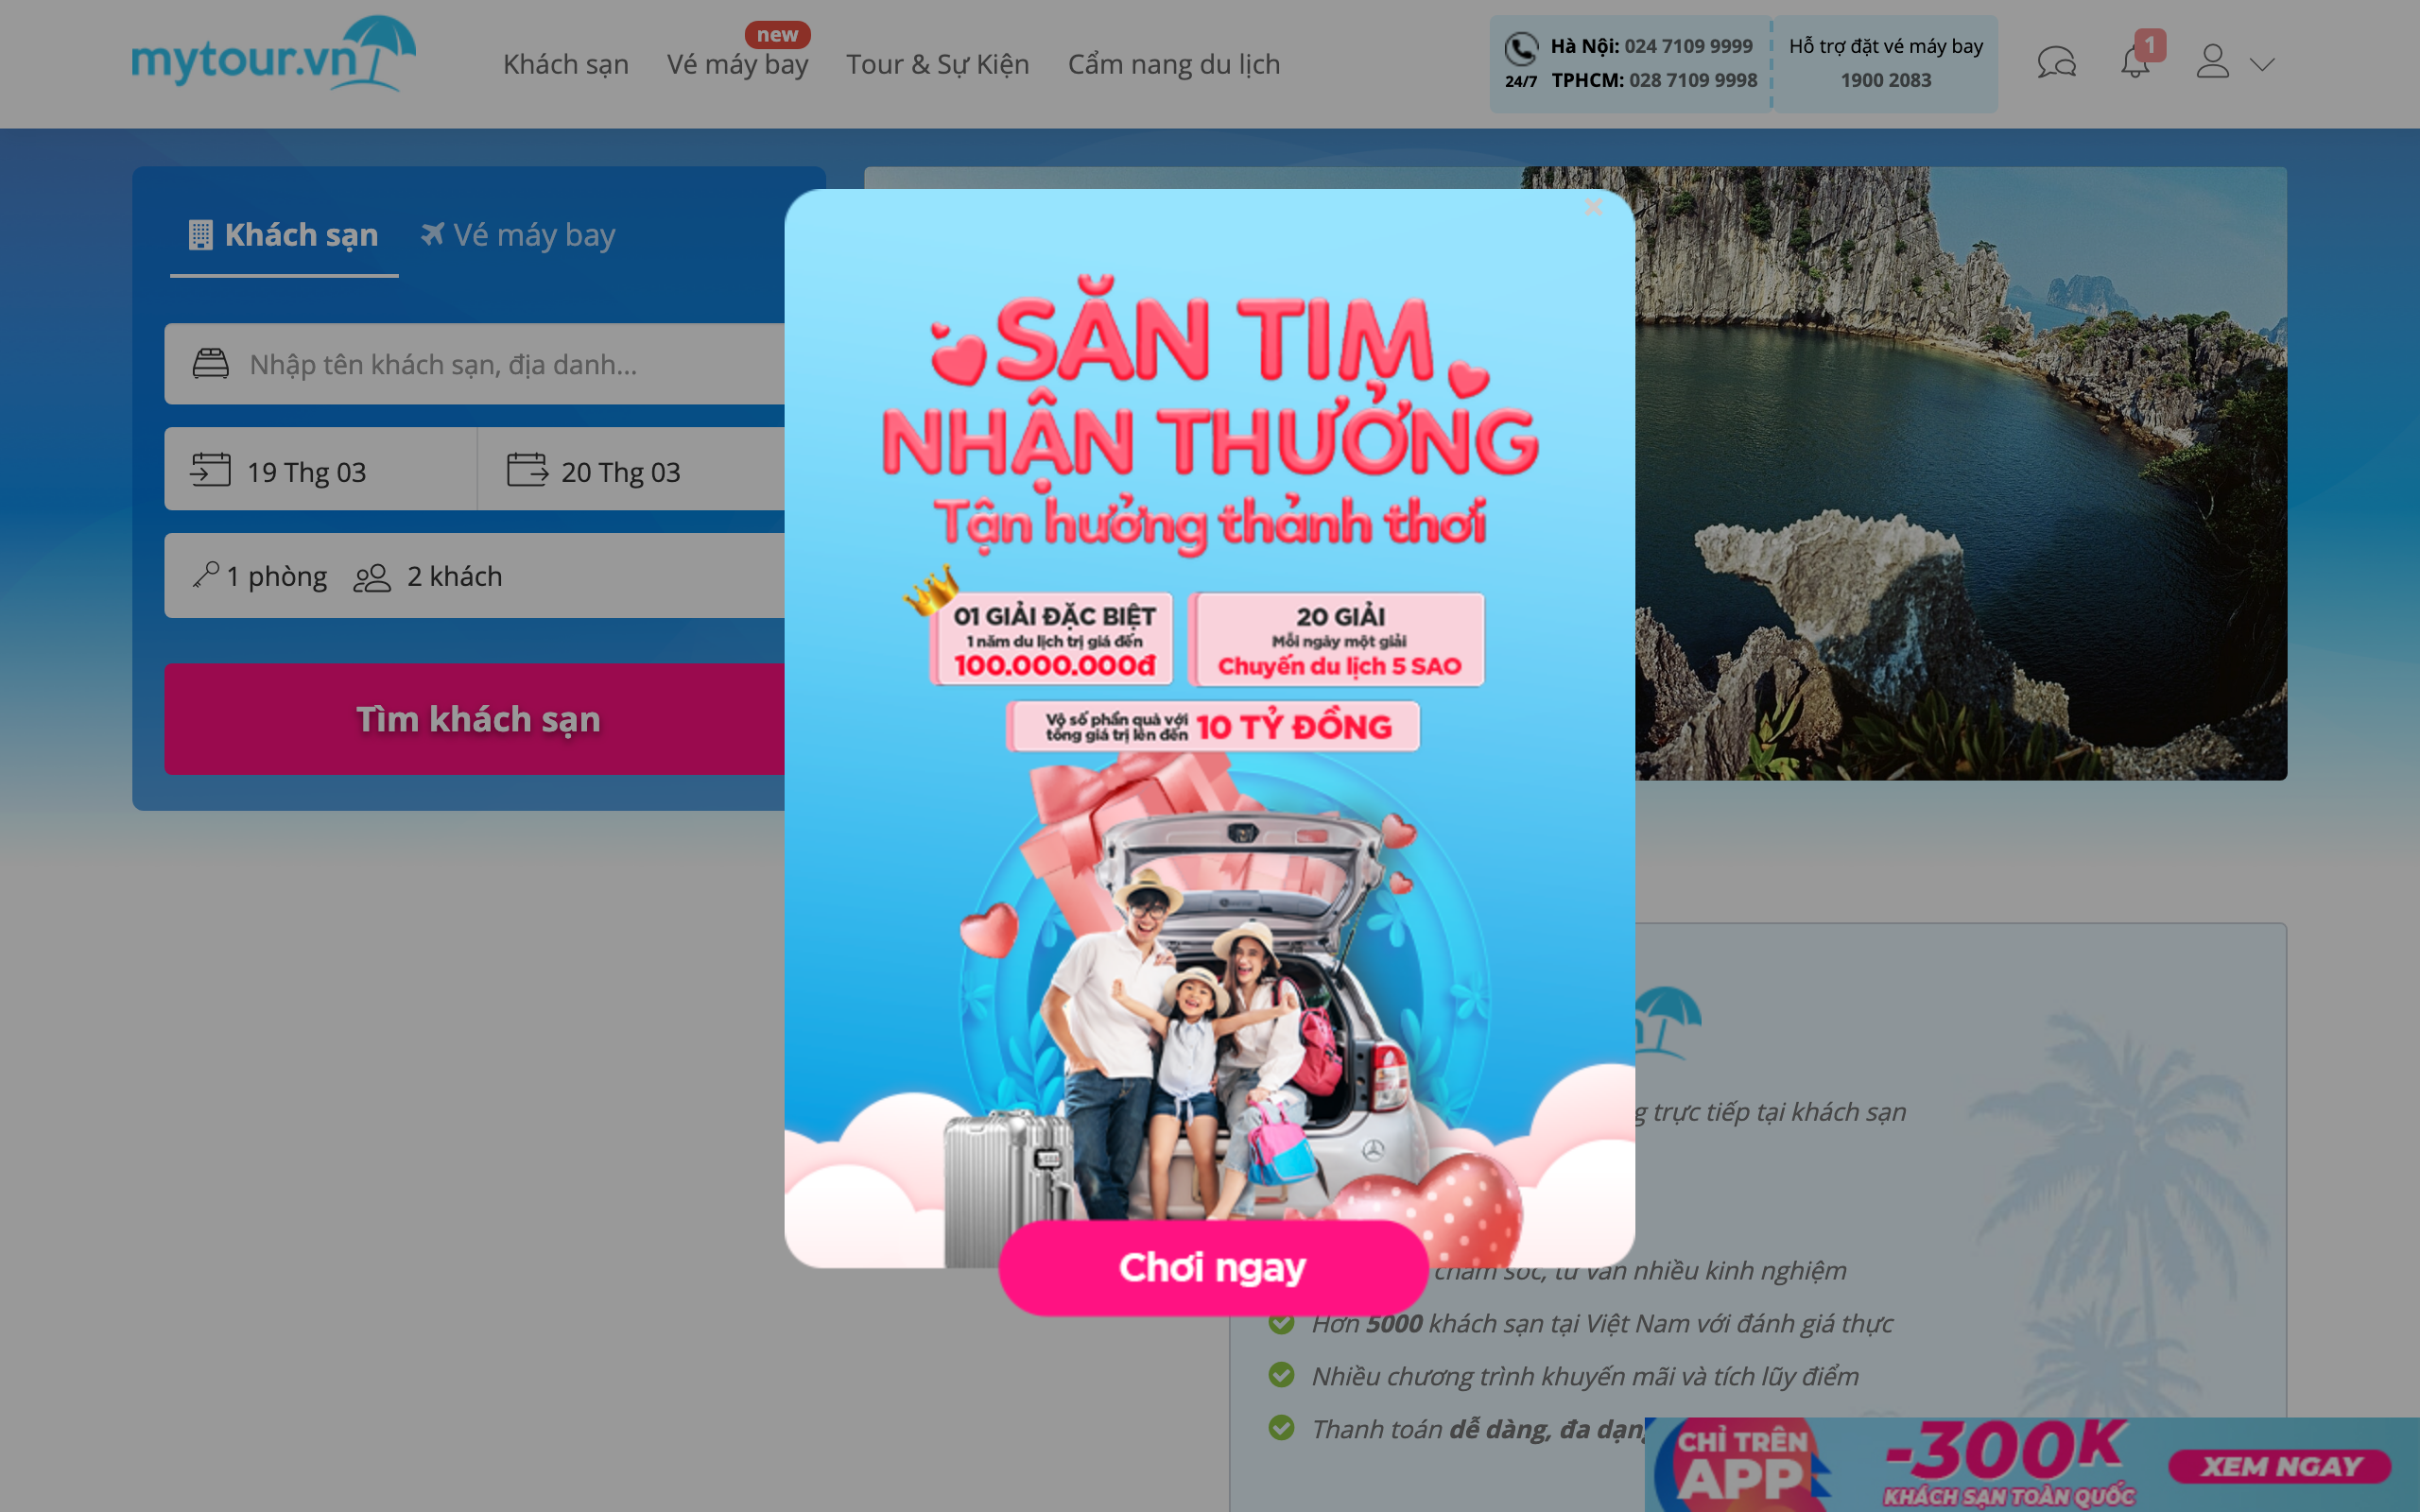 mytour.vn
Khách sạn
Vé máy bay
new
Tour & Sự Kiện
Cẩm nang du lịch
24/7
Hà Nội: 024 7109 9999
TPHCM: 028 7109 9998
Hỗ trợ đặt vé máy bay
1900 2083
1
Khách sạn
Vé máy bay
Nhập tên khách sạn, địa danh...
19 Thg 03
20 Thg 03
1 phòng
2 khách
Tìm khách sạn
×
SĂN TIM
NHẬN THƯỞNG
Tận hưởng thảnh thơi
01 GIẢI ĐẶC BIỆT
1 năm du lịch trị giá đến
100.000.000đ
20 GIẢI
Mỗi ngày một giải
Chuyến du lịch 5 SAO
Vô số phần quà với
tổng giá trị lên đến
10 TỶ ĐỒNG
Chơi ngay
g trực tiếp tại khách sạn
chăm sóc, tư vấn nhiều kinh nghiệm
Hơn 5000 khách sạn tại Việt Nam với đánh giá thực
Nhiều chương trình khuyến mãi và tích lũy điểm
Thanh toán dễ dàng, đa dạng
CHỈ TRÊN
APP
-300K
KHÁCH SẠN TOÀN QUỐC
XEM NGAY